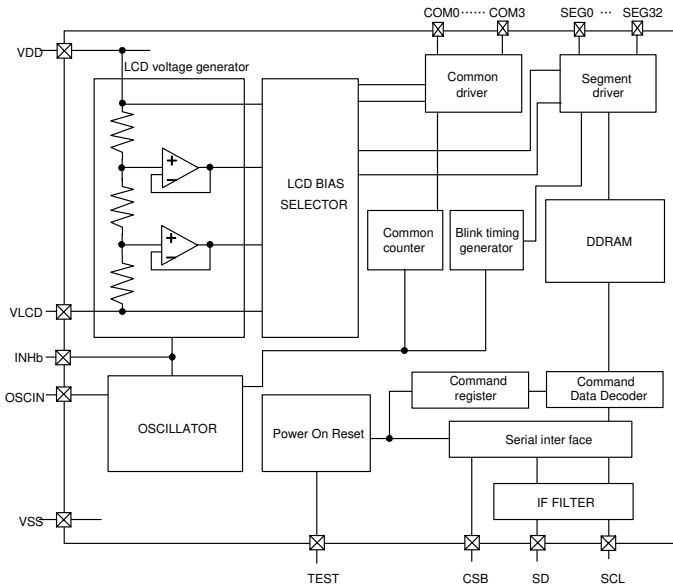 COM0……COM3
SEG0 … SEG32
VDD
LCD voltage generator
Common
driver
Segment
driver
LCD BIAS
SELECTOR
Common
counter
Blink timing
generator
DDRAM
VLCD
INHb
OSCIN
OSCILLATOR
Power On Reset
Command
register
Command
Data Decoder
Serial inter face
IF FILTER
VSS
TEST
CSB
SD
SCL